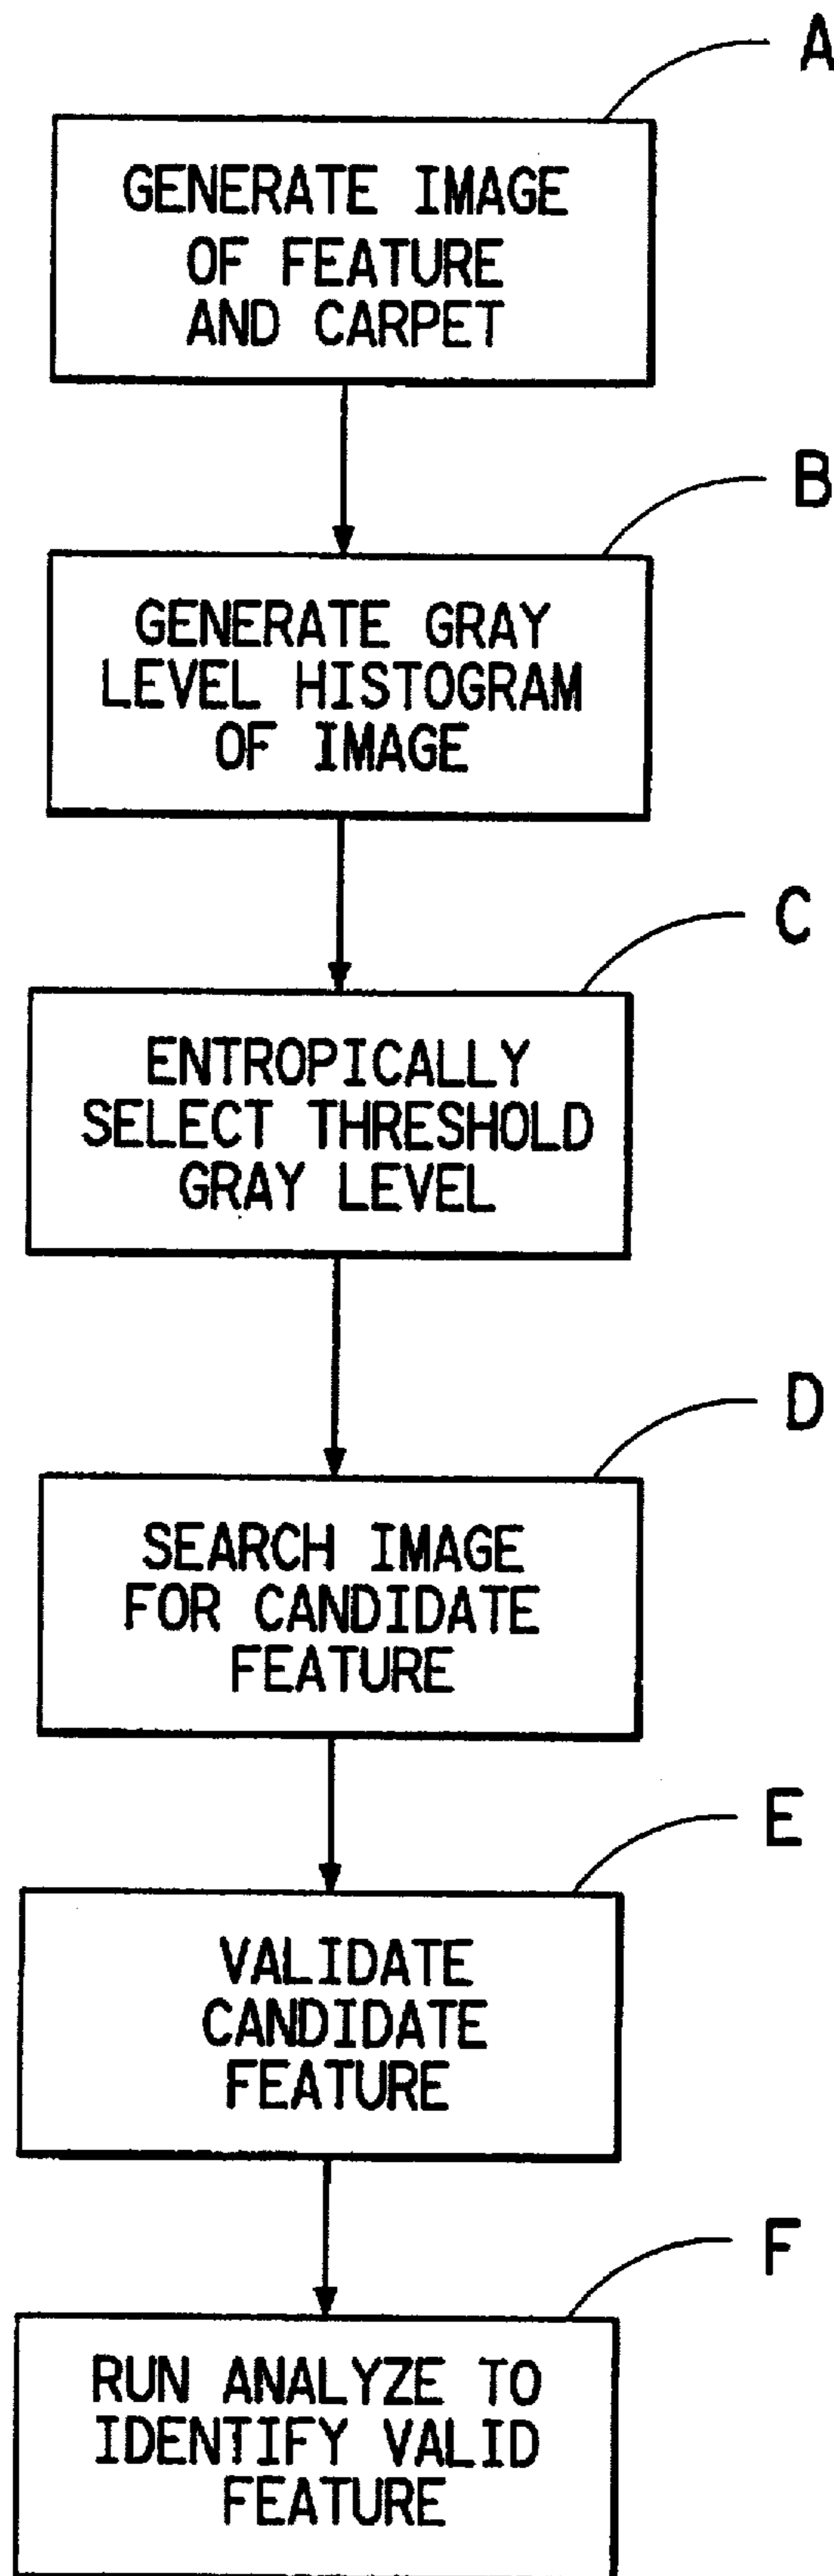 A
GENERATE IMAGE
OF FEATURE
AND CARPET
B
GENERATE GRAY
LEVEL HISTOGRAM
OF IMAGE
C
ENTROPICALLY
SELECT THRESHOLD
GRAY LEVEL
D
SEARCH IMAGE
FOR CANDIDATE
FEATURE
E
VALIDATE
CANDIDATE
FEATURE
F
RUN ANALYZE TO
IDENTIFY VALID
FEATURE